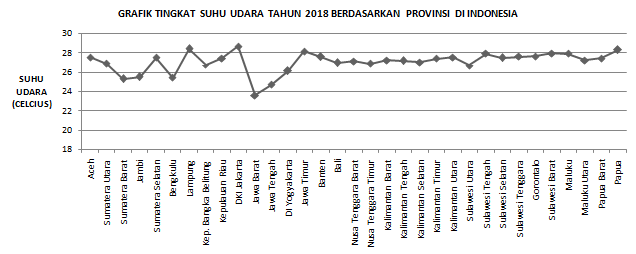 GRAFIK TINGKAT SUHU UDARA TAHUN 2018 BERDASARKAN PROVINSI DI INDONESIA
30
28
26
24
22
20
18
SUHU
UDARA
(CELCIUS)
Aceh
Sumatera Utara
Sumatera Barat
Jambi
Sumatera Selatan
Bengkulu
Lampung
Kep. Bangka Belitung
Kepulauan Riau
DKI Jakarta
Jawa Barat
Jawa Tengah
DI Yogyakarta
Jawa Timur
Banten
Bali
Nusa Tenggara Barat
Nusa Tenggara Timur
Kalimantan Barat
Kalimantan Tengah
Kalimantan Selatan
Kalimantan Timur
Kalimantan Utara
Sulawesi Utara
Sulawesi Tengah
Sulawesi Selatan
Sulawesi Tenggara
Gorontalo
Sulawesi Barat
Maluku
Maluku Utara
Papua Barat
Papua